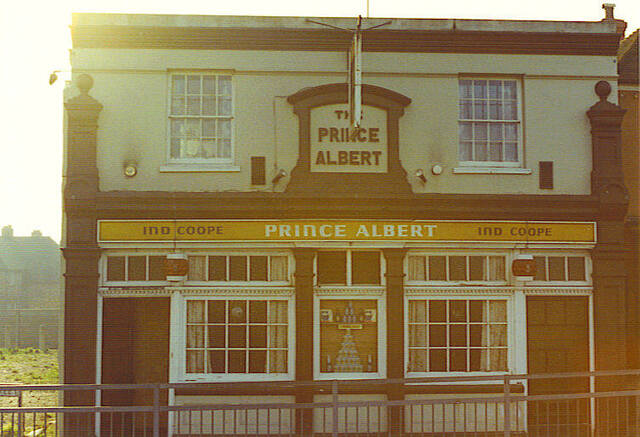 THE
PRINCE
ALBERT
IND COOPE PRINCE ALBERT IND COOPE